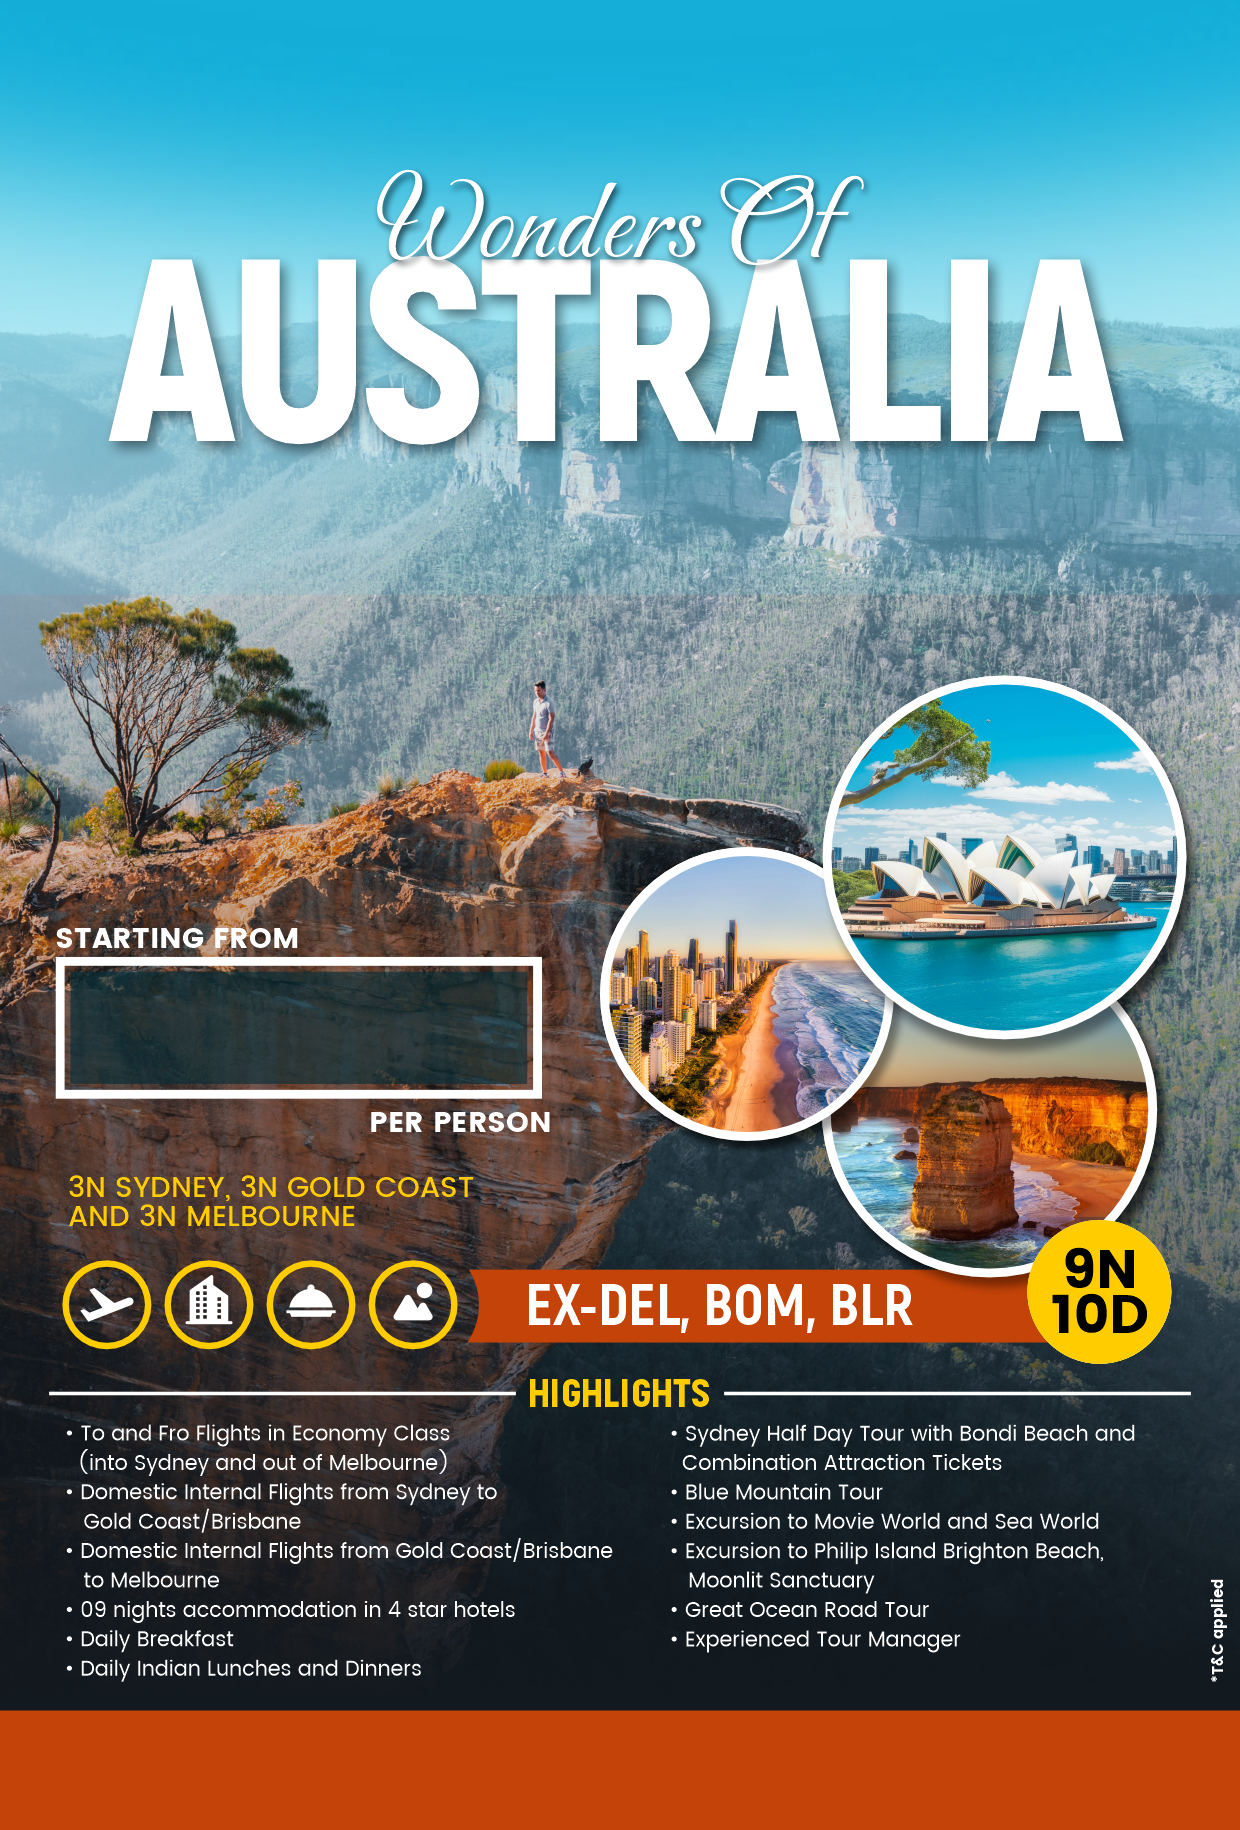 Wonders Of
AUSTRALIA
STARTING FROM
PER PERSON
3N SYDNEY, 3N GOLD COAST
AND 3N MELBOURNE
EX-DEL, BOM, BLR
9N
10D
HIGHLIGHTS
• To and Fro Flights in Economy Class
(into Sydney and out of Melbourne)
• Domestic Internal Flights from Sydney to
Gold Coast/Brisbane
• Domestic Internal Flights from Gold Coast/Brisbane
to Melbourne
• 09 nights accommodation in 4 star hotels
• Daily Breakfast
• Daily Indian Lunches and Dinners
• Sydney Half Day Tour with Bondi Beach and
Combination Attraction Tickets
• Blue Mountain Tour
• Excursion to Movie World and Sea World
• Excursion to Philip Island Brighton Beach,
Moonlit Sanctuary
• Great Ocean Road Tour
• Experienced Tour Manager
*T&C applied